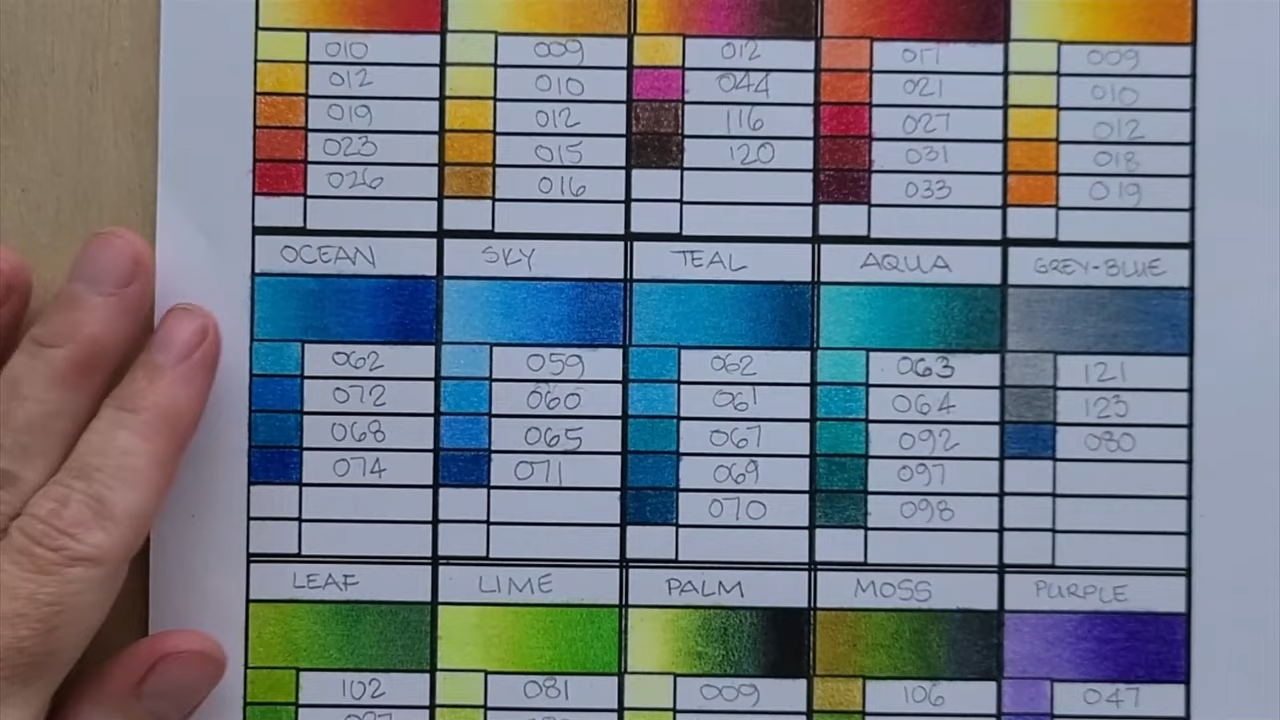 010 009 012 017 009
012 010 044 021 010
019 012 116 027 012
023 015 120 031 018
026 016 033 019
OCEAN SKY TEAL AQUA GREY-BLUE
062 059 062 063 121
072 060 061 064 123
068 065 067 092 080
074 071 069 097
070 098
LEAF LIME PALM MOSS PURPLE
102 081 009 106 047